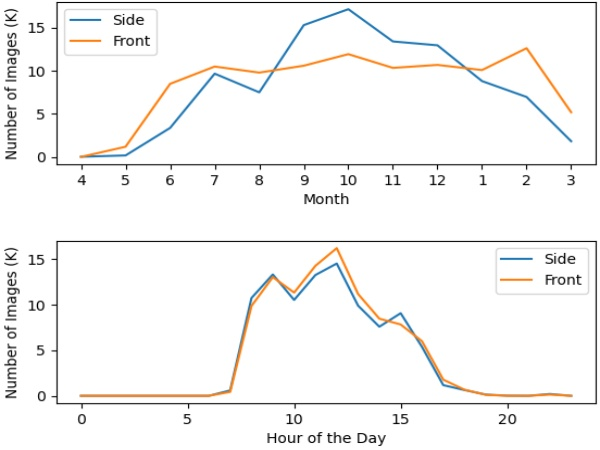 Number of Images (K)
15
10
5
0
Side
Front
4 5 6 7 8 9 10 11 12 1 2 3
Month
Number of Images (K)
15
10
5
0
Side
Front
0 5 10 15 20
Hour of the Day